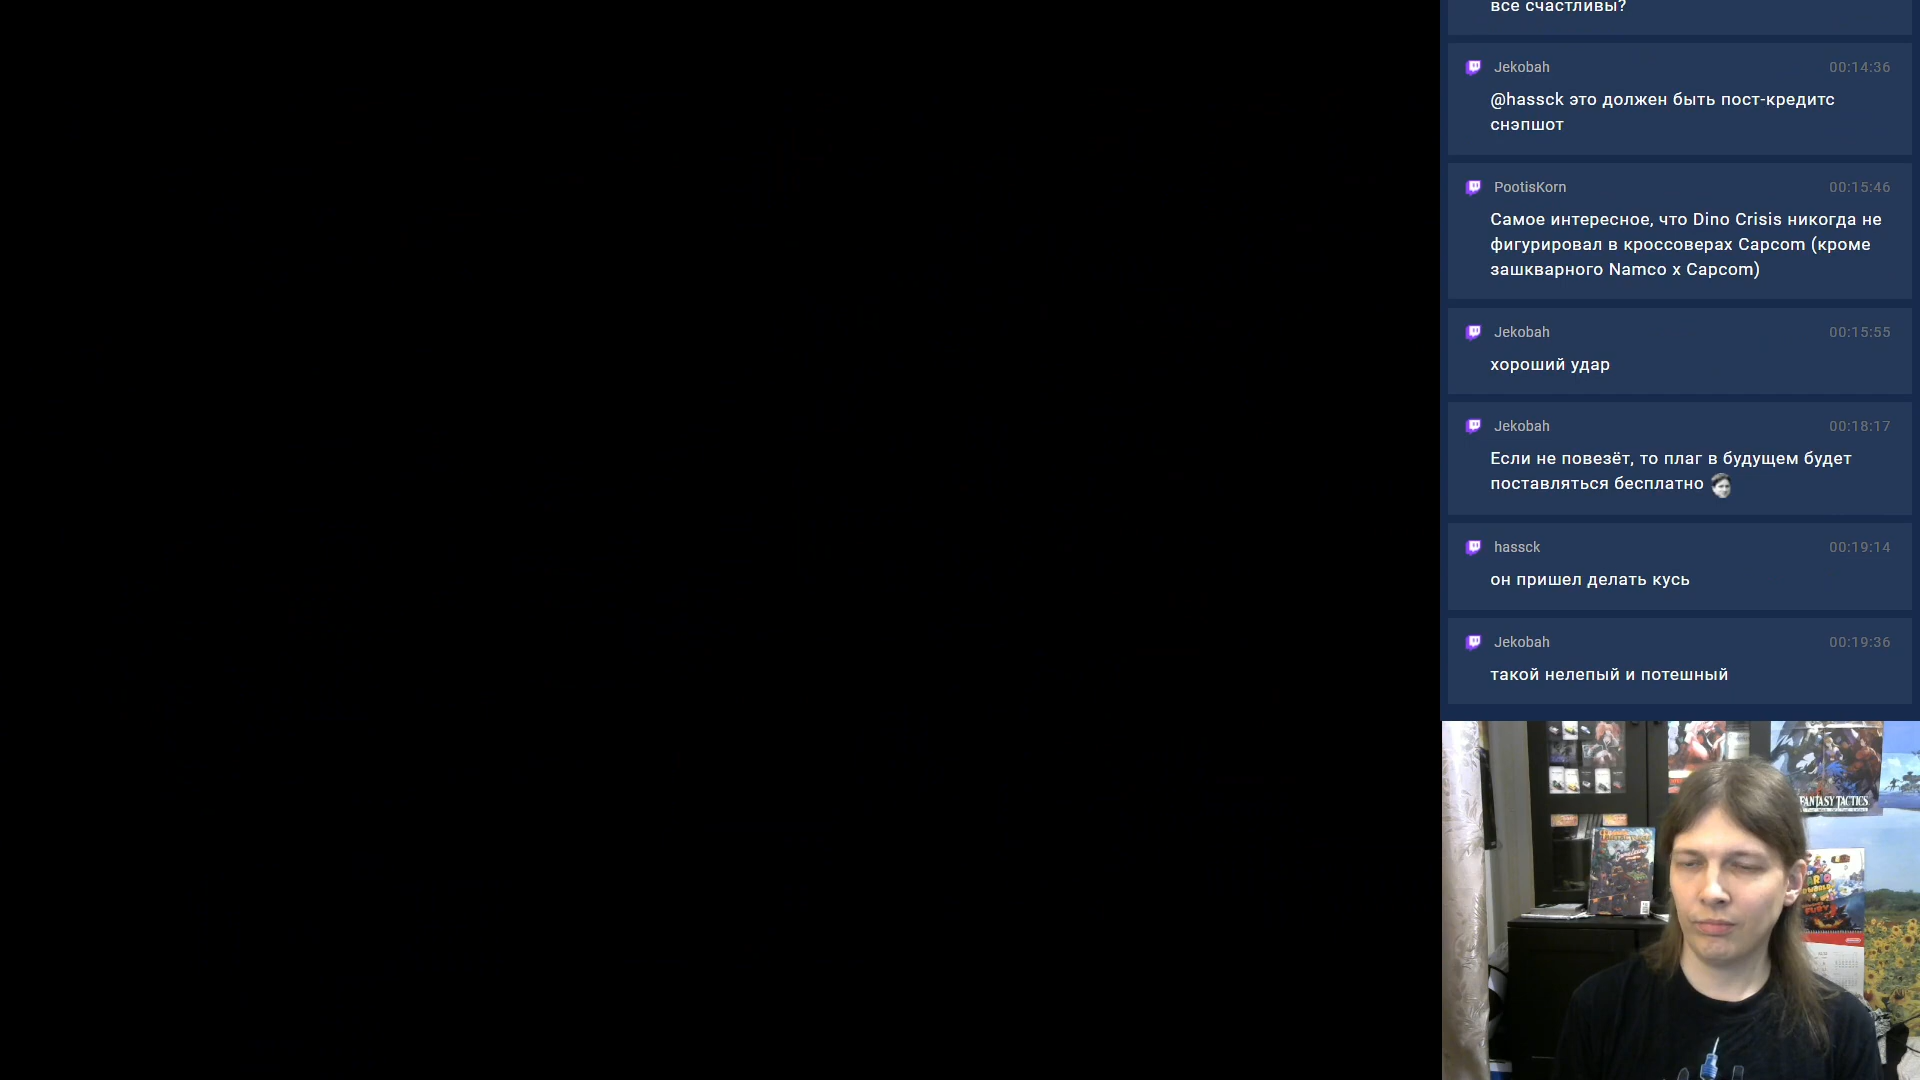 все счастливы?
Jekobah 00:14:36
@hassck это должен быть пост-кредитс
снэпшот
PootisKorn 00:15:46
Самое интересное, что Dino Crisis никогда не
фигурировал в кроссоверах Capcom (кроме
зашкварного Namco x Capcom)
Jekobah 00:15:55
хороший удар
Jekobah 00:18:17
Если не повезёт, то плаг в будущем будет
поставляться бесплатно
hassck 00:19:14
он пришел делать кусь
Jekobah 00:19:36
такой нелепый и потешный
FANTASY TACTICS